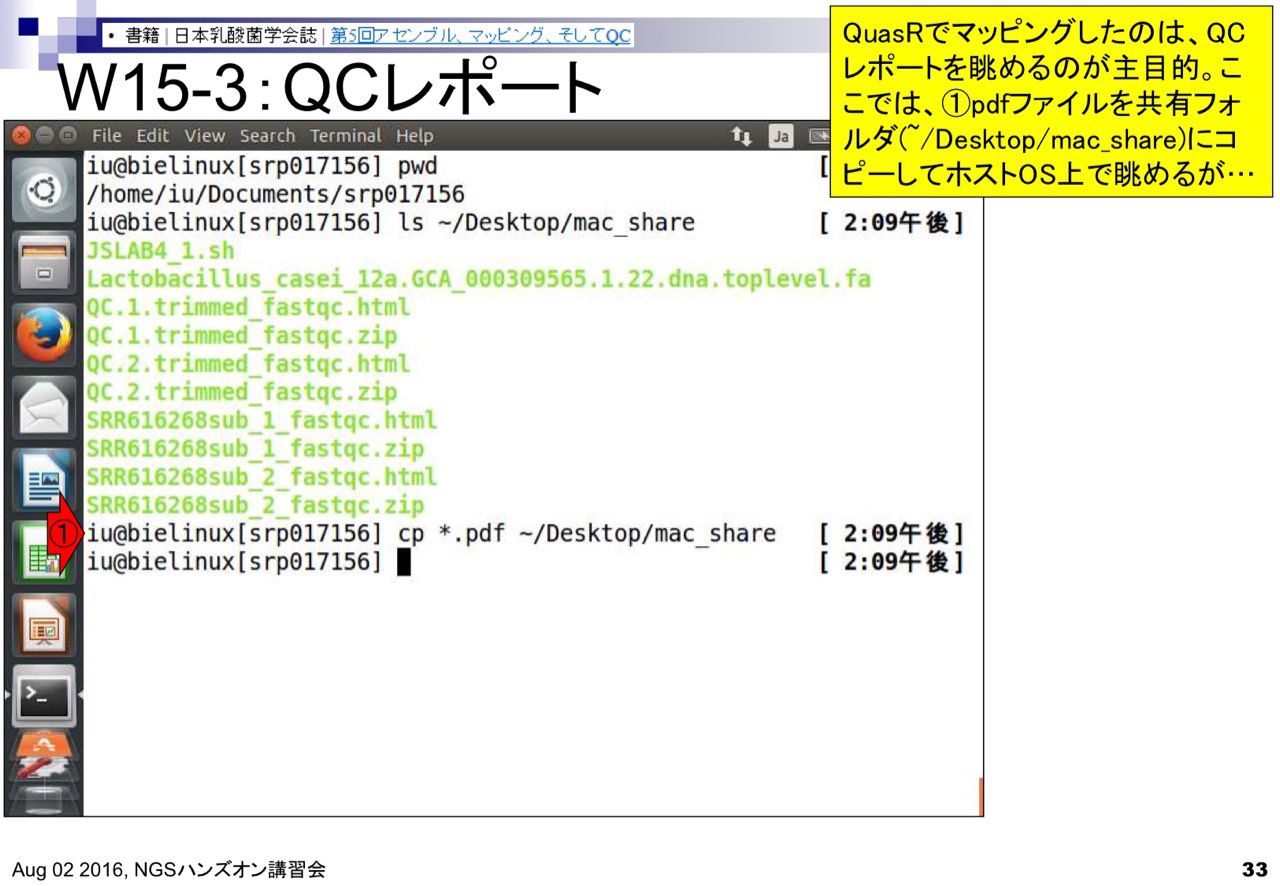 • 書籍 | 日本乳酸菌学会誌 | 第5回アセンブル、マッピング、そしてQC
W15-3：QCレポート
QuasRでマッピングしたのは、QC
レポートを眺めるのが主目的。こ
こでは、①pdfファイルを共有フォ
ルダ(~/Desktop/mac_share)にコ
ピーしてホストOS上で眺めるが…
File Edit View Search Terminal Help
Ja
iu@bielinux[srp017156] pwd [
/home/iu/Documents/srp017156
iu@bielinux[srp017156] ls ~/Desktop/mac_share [ 2:09午後]
JSLAB4_1.sh
Lactobacillus_casei_12a.GCA_000309565.1.22.dna.toplevel.fa
QC.1.trimmed_fastqc.html
QC.1.trimmed_fastqc.zip
QC.2.trimmed_fastqc.html
QC.2.trimmed_fastqc.zip
SRR616268sub_1_fastqc.html
SRR616268sub_1_fastqc.zip
SRR616268sub_2_fastqc.html
SRR616268sub_2_fastqc.zip
① iu@bielinux[srp017156] cp *.pdf ~/Desktop/mac_share [ 2:09午後]
iu@bielinux[srp017156] [ 2:09午後]
Aug 02 2016, NGSハンズオン講習会
33